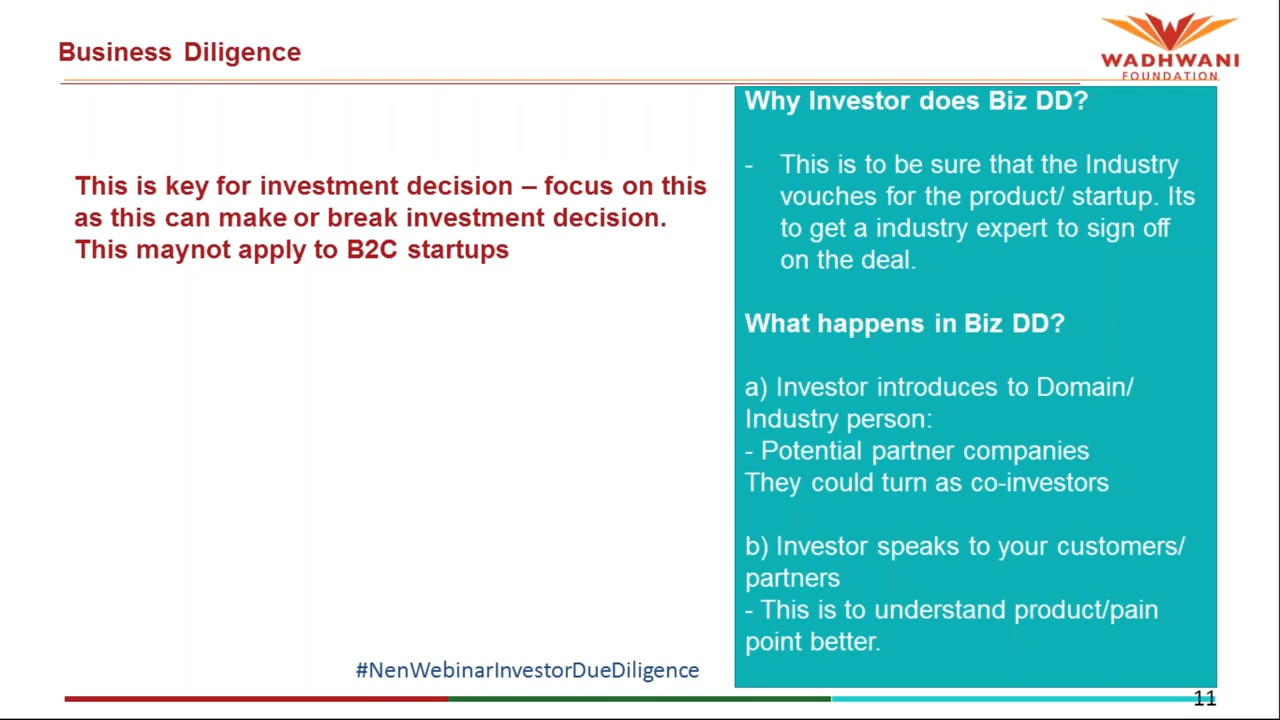 Business Diligence
WADHWANI
FOUNDATION
This is key for investment decision – focus on this
as this can make or break investment decision.
This maynot apply to B2C startups
Why Investor does Biz DD?
- This is to be sure that the Industry
vouches for the product/ startup. Its
to get a industry expert to sign off
on the deal.
What happens in Biz DD?
a) Investor introduces to Domain/
Industry person:
- Potential partner companies
They could turn as co-investors
b) Investor speaks to your customers/
partners
- This is to understand product/pain
point better.
#NenWebinarInvestorDueDiligence
11